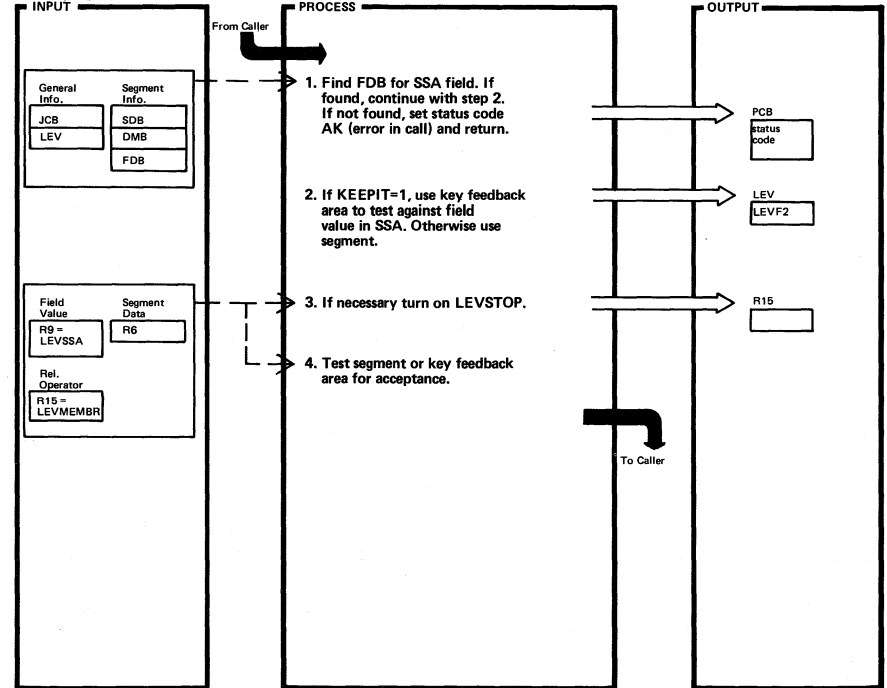 INPUT
PROCESS
OUTPUT
From Caller
General
Info.
JCB
LEV
Segment
Info.
SDB
DMB
FDB
1. Find FDB for SSA field. If
found, continue with step 2.
If not found, set status code
AK (error in call) and return.
PCB
status
code
2. If KEEPIT=1, use key feedback
area to test against field
value in SSA. Otherwise use
segment.
LEV
LEVF2
Field
Value
R9 =
LEVSSA
Segment
Data
R6
Rel.
Operator
R15 =
LEVMEMBR
3. If necessary turn on LEVSTOP.
R15
4. Test segment or key feedback
area for acceptance.
To Caller